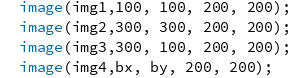 image(img1,100, 100, 200, 200);
image(img2,300, 300, 200, 200);
image(img3,300, 100, 200, 200);
image(img4,bx, by, 200, 200);